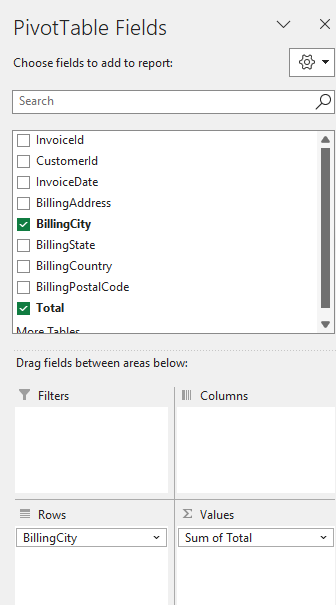 PivotTable Fields
Choose fields to add to report:
Search
InvoiceId
CustomerId
InvoiceDate
BillingAddress
BillingCity
BillingState
BillingCountry
BillingPostalCode
Total
More Tables
Drag fields between areas below:
Filters
Columns
Rows
Values
BillingCity
Sum of Total